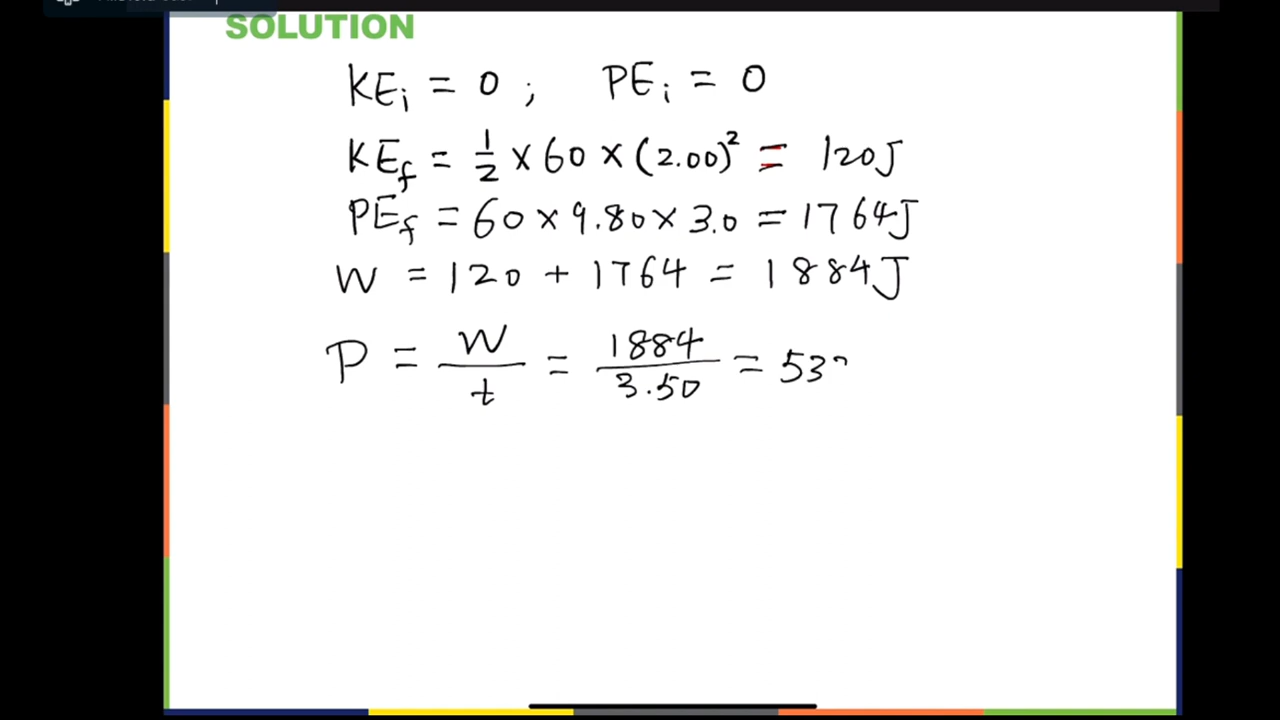 SOLUTION
KEi = 0 ; PEi = 0
KEf = 1/2 × 60 × (2.00)² = 120J
PEf = 60 × 9.80 × 3.0 = 1764J
W = 120 + 1764 = 1884J
P = W/t = 1884/3.50 = 53